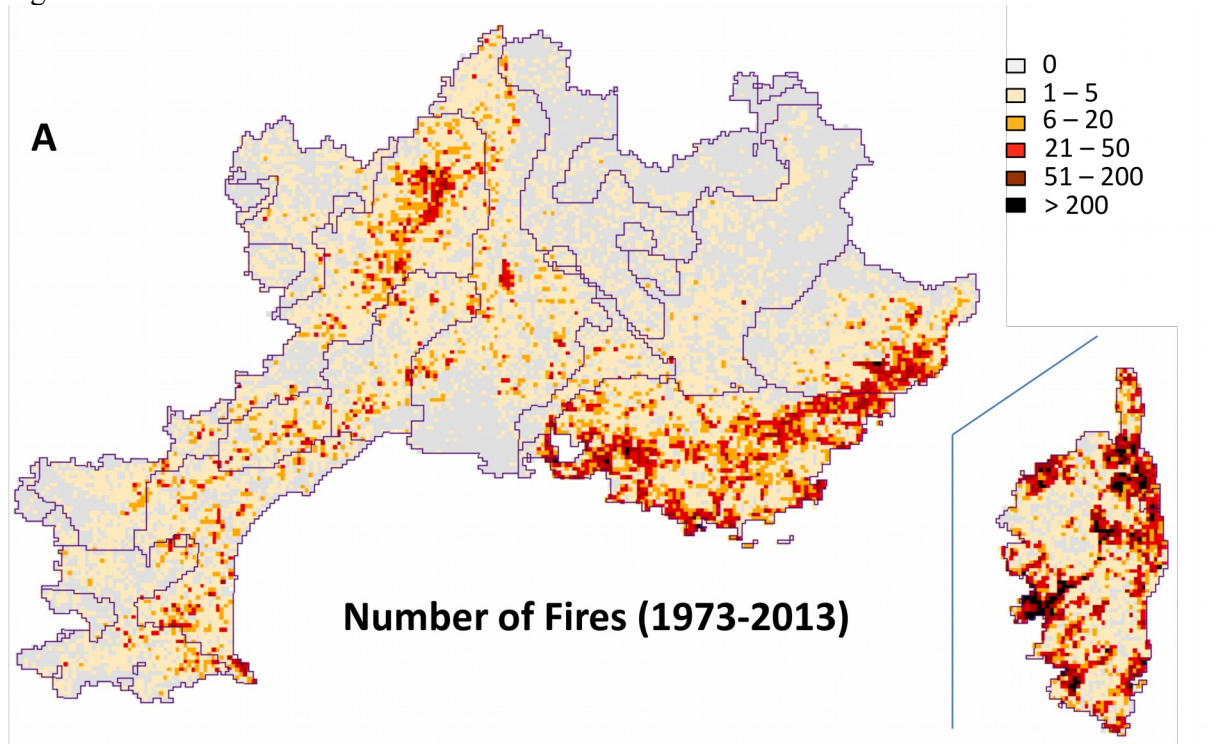 A
0
1 – 5
6 – 20
21 – 50
51 – 200
> 200
Number of Fires (1973-2013)